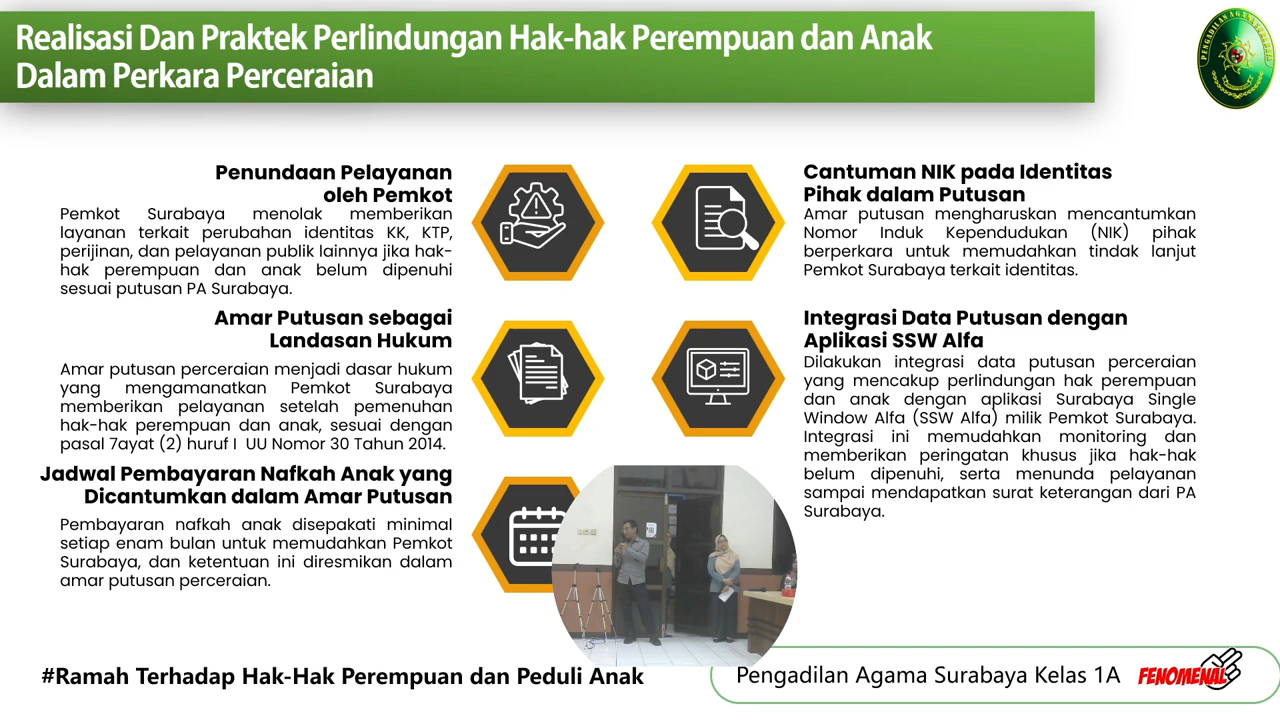 Realisasi Dan Praktek Perlindungan Hak-hak Perempuan dan Anak
Dalam Perkara Perceraian
PENGADILAN AGAMA SURABAYA
Penundaan Pelayanan
oleh Pemkot
Pemkot Surabaya menolak memberikan
layanan terkait perubahan identitas KK, KTP,
perijinan, dan pelayanan publik lainnya jika hak-
hak perempuan dan anak belum dipenuhi
sesuai putusan PA Surabaya.
Amar Putusan sebagai
Landasan Hukum
Amar putusan perceraian menjadi dasar hukum
yang mengamanatkan Pemkot Surabaya
memberikan pelayanan setelah pemenuhan
hak-hak perempuan dan anak, sesuai dengan
pasal 7ayat (2) huruf I UU Nomor 30 Tahun 2014.
Jadwal Pembayaran Nafkah Anak yang
Dicantumkan dalam Amar Putusan
Pembayaran nafkah anak disepakati minimal
setiap enam bulan untuk memudahkan Pemkot
Surabaya, dan ketentuan ini diresmikan dalam
amar putusan perceraian.
Cantuman NIK pada Identitas
Pihak dalam Putusan
Amar putusan mengharuskan mencantumkan
Nomor Induk Kependudukan (NIK) pihak
berperkara untuk memudahkan tindak lanjut
Pemkot Surabaya terkait identitas.
Integrasi Data Putusan dengan
Aplikasi SSW Alfa
Dilakukan integrasi data putusan perceraian
yang mencakup perlindungan hak perempuan
dan anak dengan aplikasi Surabaya Single
Window Alfa (SSW Alfa) milik Pemkot Surabaya.
Integrasi ini memudahkan monitoring dan
memberikan peringatan khusus jika hak-hak
belum dipenuhi, serta menunda pelayanan
sampai mendapatkan surat keterangan dari PA
Surabaya.
#Ramah Terhadap Hak-Hak Perempuan dan Peduli Anak
Pengadilan Agama Surabaya Kelas 1A
FENOMENAL